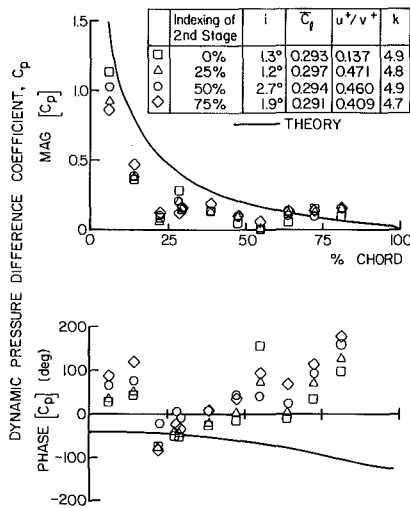 Indexing of 2nd Stage i C̄ℓ u⁺/v⁺ k
□ 0% 1.3° 0.293 0.137 4.9
△ 25% 1.2° 0.297 0.471 4.8
○ 50% 2.7° 0.294 0.460 4.9
◇ 75% 1.9° 0.291 0.409 4.7
THEORY
DYNAMIC PRESSURE DIFFERENCE COEFFICIENT, Cp
MAG [Cp]
1.5
1.0
0.5
0
0 25 50 75 100
% CHORD
PHASE [Cp] (deg)
200
100
0
-100
-200